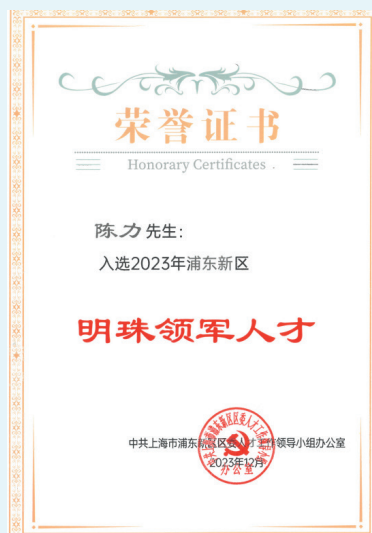 荣誉证书
Honorary Certificates .
陈力先生：
入选2023年浦东新区
明珠领军人才
中共上海市浦东新区区委人才工作领导小组办公室
2023年12月
办公室